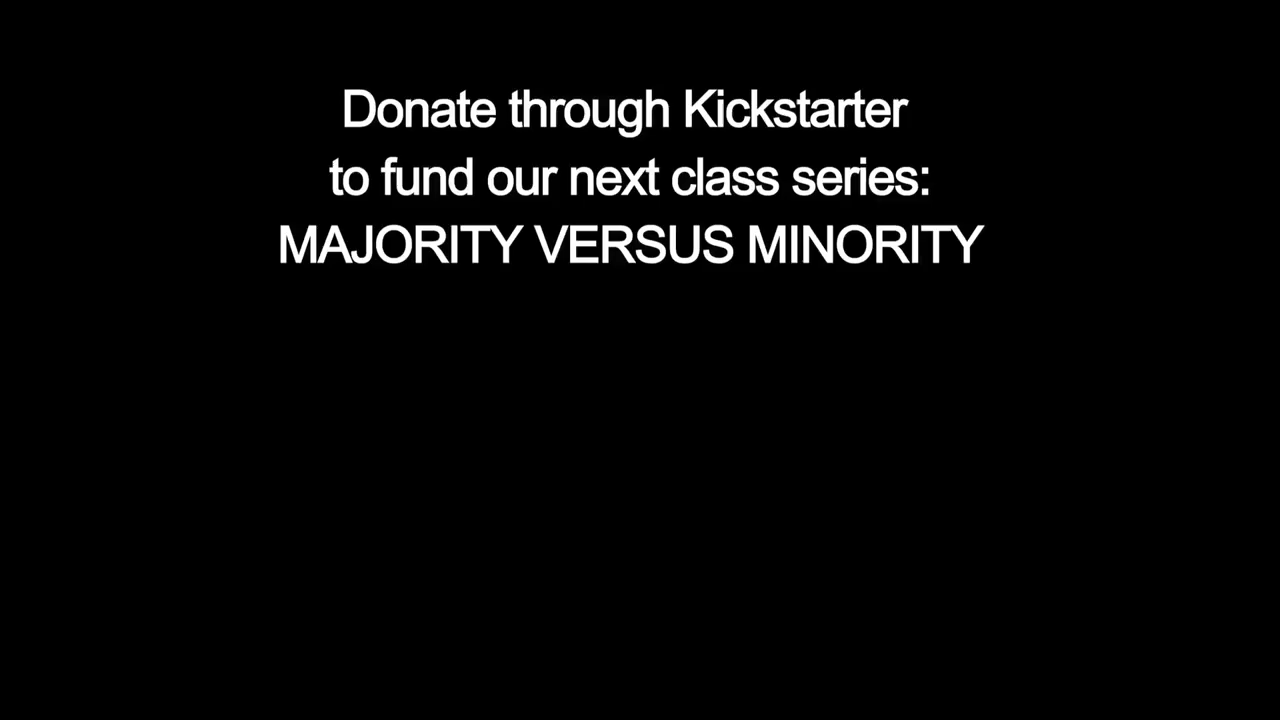 Donate through Kickstarter
to fund our next class series:
MAJORITY VERSUS MINORITY